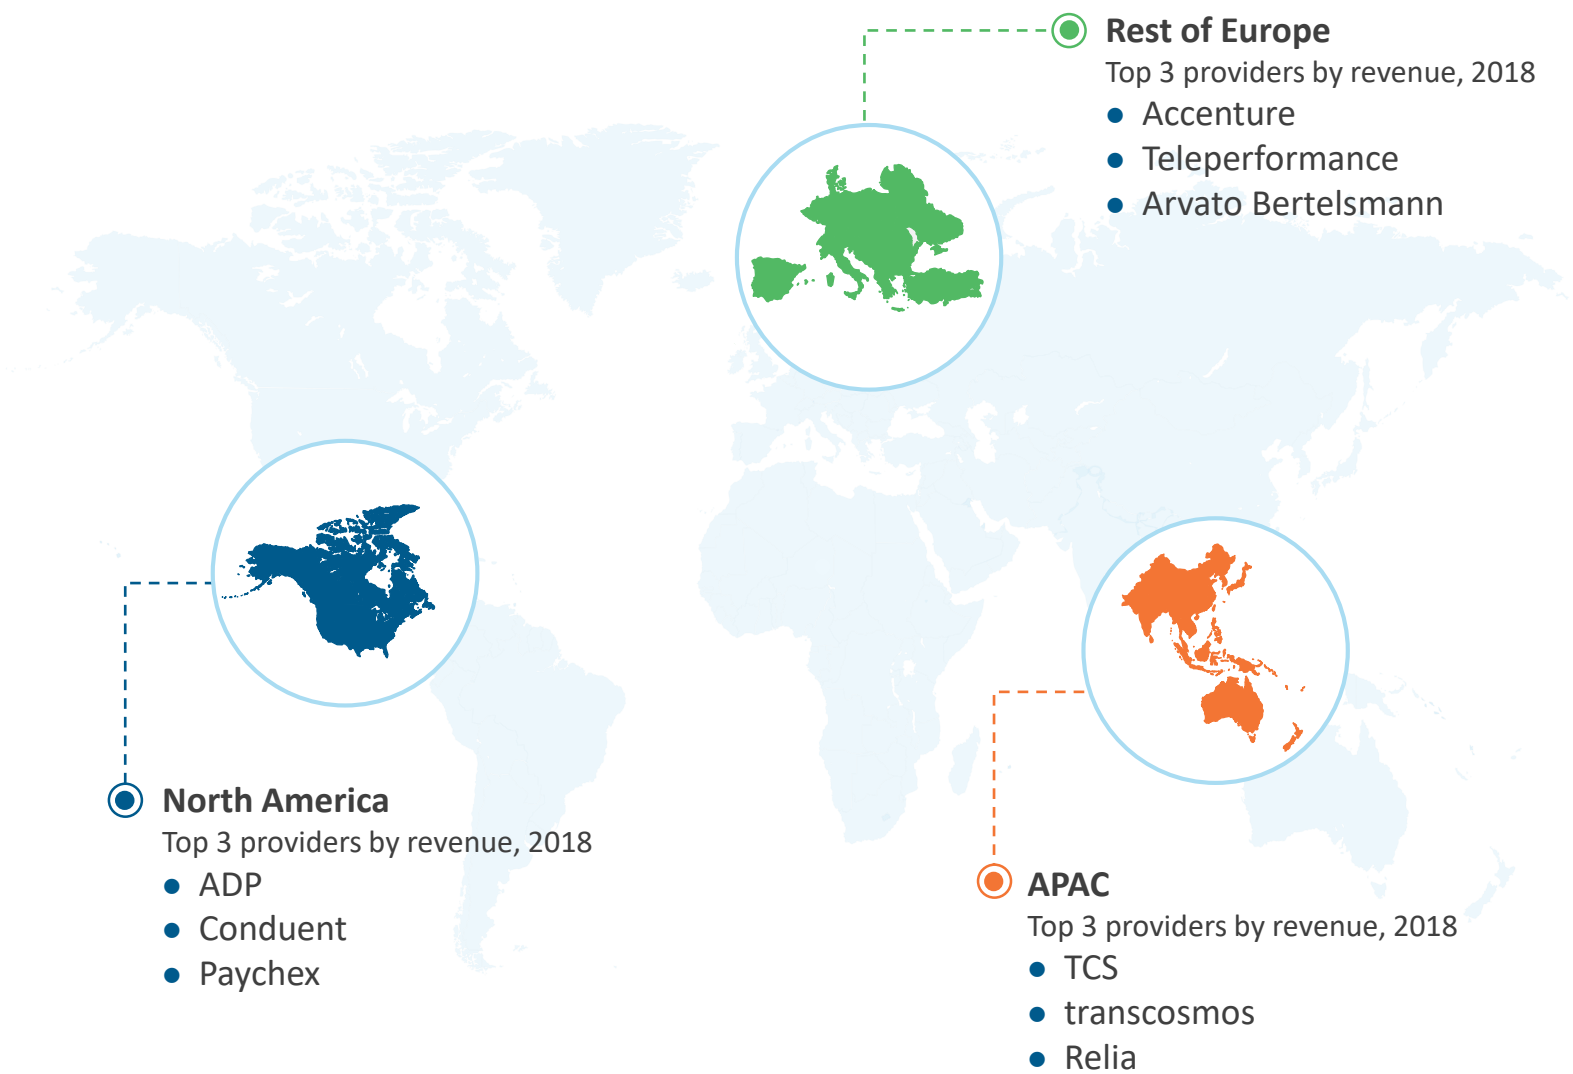 Rest of Europe
Top 3 providers by revenue, 2018
● Accenture
● Teleperformance
● Arvato Bertelsmann
North America
Top 3 providers by revenue, 2018
● ADP
● Conduent
● Paychex
APAC
Top 3 providers by revenue, 2018
● TCS
● transcosmos
● Relia